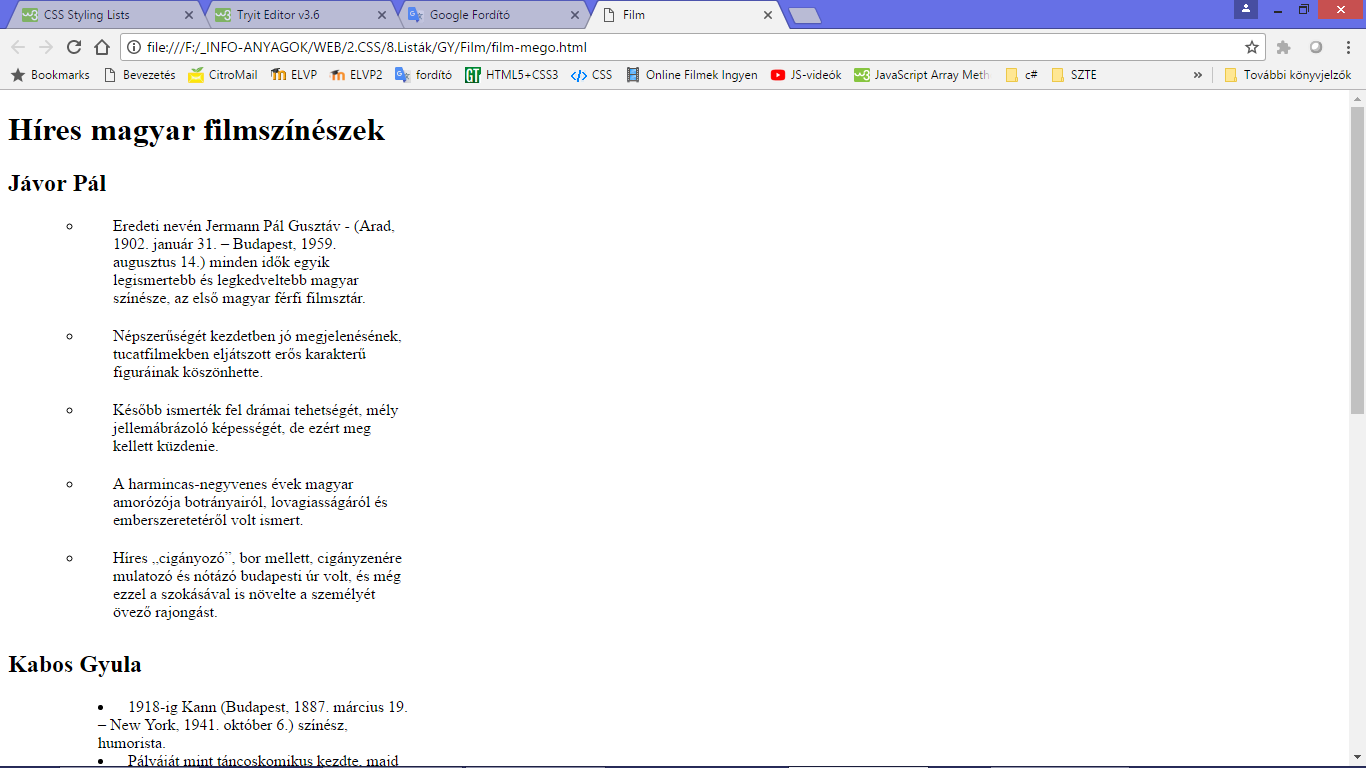 CSS Styling Lists
Tryit Editor v3.6
Google Fordító
Film
file:///F:/_INFO-ANYAGOK/WEB/2.CSS/8.Listák/GY/Film/film-mego.html
Bookmarks Bevezetés CitroMail ELVP ELVP2 fordító HTML5+CSS3 CSS Online Filmek Ingyen JS-videók JavaScript Array Meth c# SZTE » További könyvjelzők
Híres magyar filmszínészek
Jávor Pál
Eredeti nevén Jermann Pál Gusztáv - (Arad,
1902. január 31. – Budapest, 1959.
augusztus 14.) minden idők egyik
legismertebb és legkedveltebb magyar
színésze, az első magyar férfi filmsztár.
Népszerűségét kezdetben jó megjelenésének,
tucatfilmekben eljátszott erős karakterű
figuráinak köszönhette.
Később ismerték fel drámai tehetségét, mély
jellemábrázoló képességét, de ezért meg
kellett küzdenie.
A harmincas-negyvenes évek magyar
amorózója botrányairól, lovagiasságáról és
emberszeretetéről volt ismert.
Híres „cigányozó”, bor mellett, cigányzenére
mulatozó és nótázó budapesti úr volt, és még
ezzel a szokásával is növelte a személyét
övező rajongást.
Kabos Gyula
1918-ig Kann (Budapest, 1887. március 19.
– New York, 1941. október 6.) színész,
humorista.
Pályáját mint táncoskomikus kezdte, majd